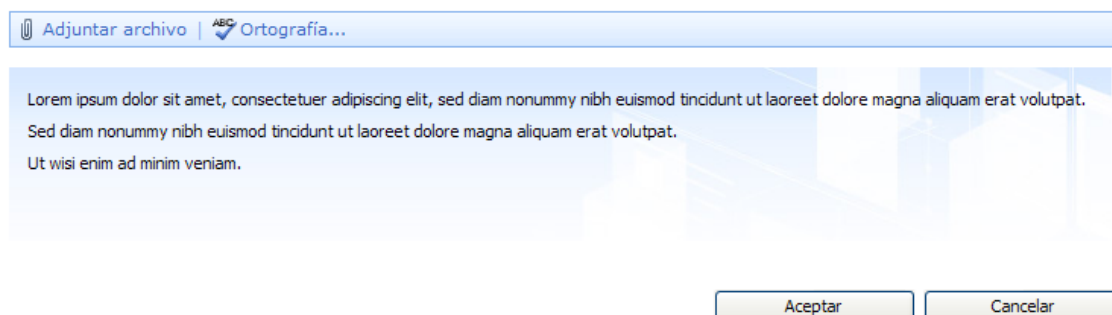 Adjuntar archivo | ABC Ortografía...
Lorem ipsum dolor sit amet, consectetuer adipiscing elit, sed diam nonummy nibh euismod tincidunt ut laoreet dolore magna aliquam erat volutpat.
Sed diam nonummy nibh euismod tincidunt ut laoreet dolore magna aliquam erat volutpat.
Ut wisi enim ad minim veniam.
Aceptar Cancelar